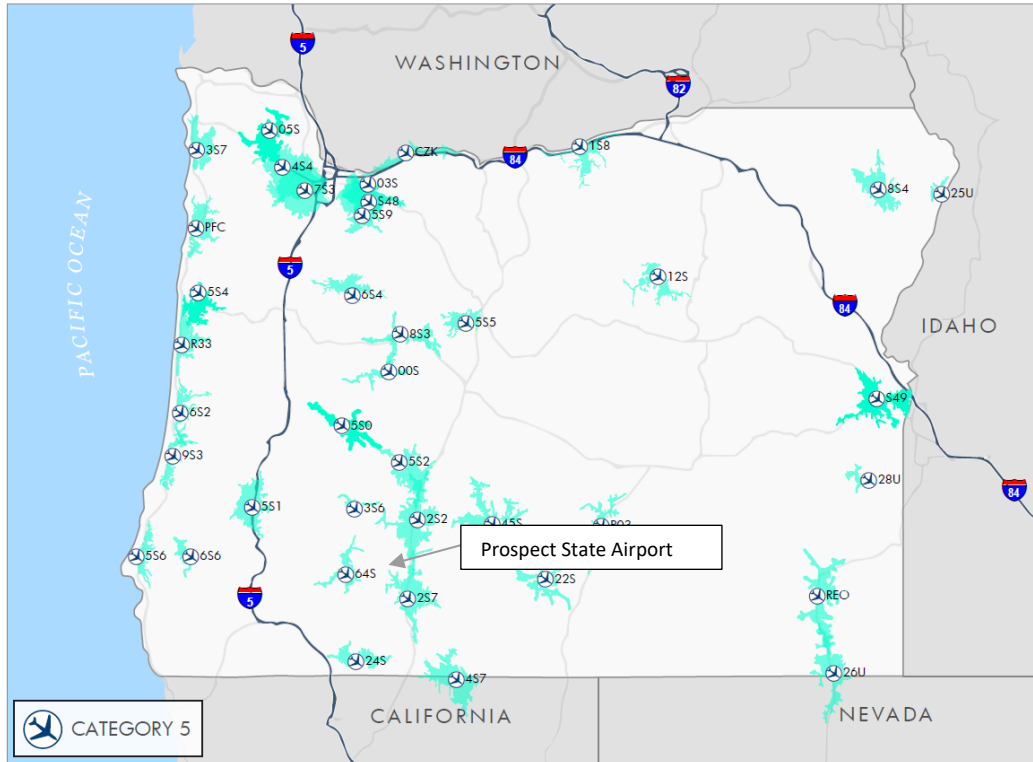 5
WASHINGTON
82
05S
3S7
CZK
84
1S8
4S4
7S3
03S
S48
5S9
8S4
25U
PFC
5
12S
5S4
6S4
84
IDAHO
PACIFIC OCEAN
R33
8S3
5S5
00S
S49
6S2
5S0
9S3
5S2
28U
84
5S1
3S6
2S2
45S
Prospect State Airport
5S6
6S6
64S
22S
5
2S7
REO
24S
4S7
26U
CATEGORY 5
CALIFORNIA
NEVADA